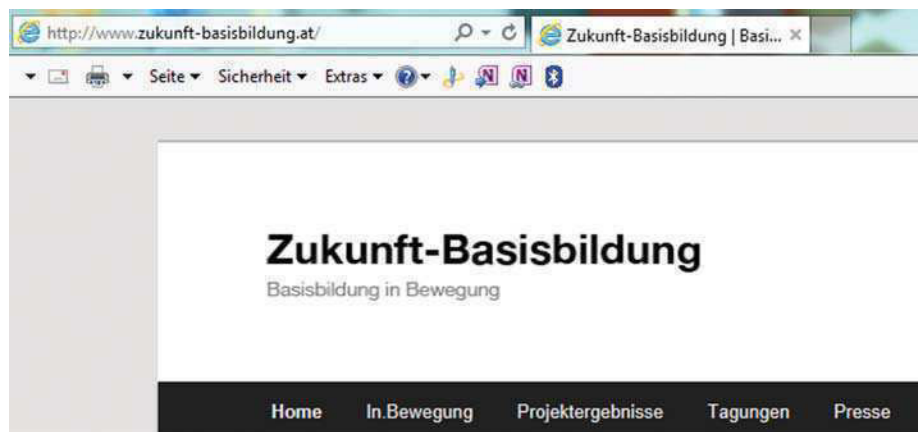 http://www.zukunft-basisbildung.at/ Zukunft-Basisbildung | Basi...
Seite Sicherheit Extras
Zukunft-Basisbildung
Basisbildung in Bewegung
Home In.Bewegung Projektergebnisse Tagungen Presse